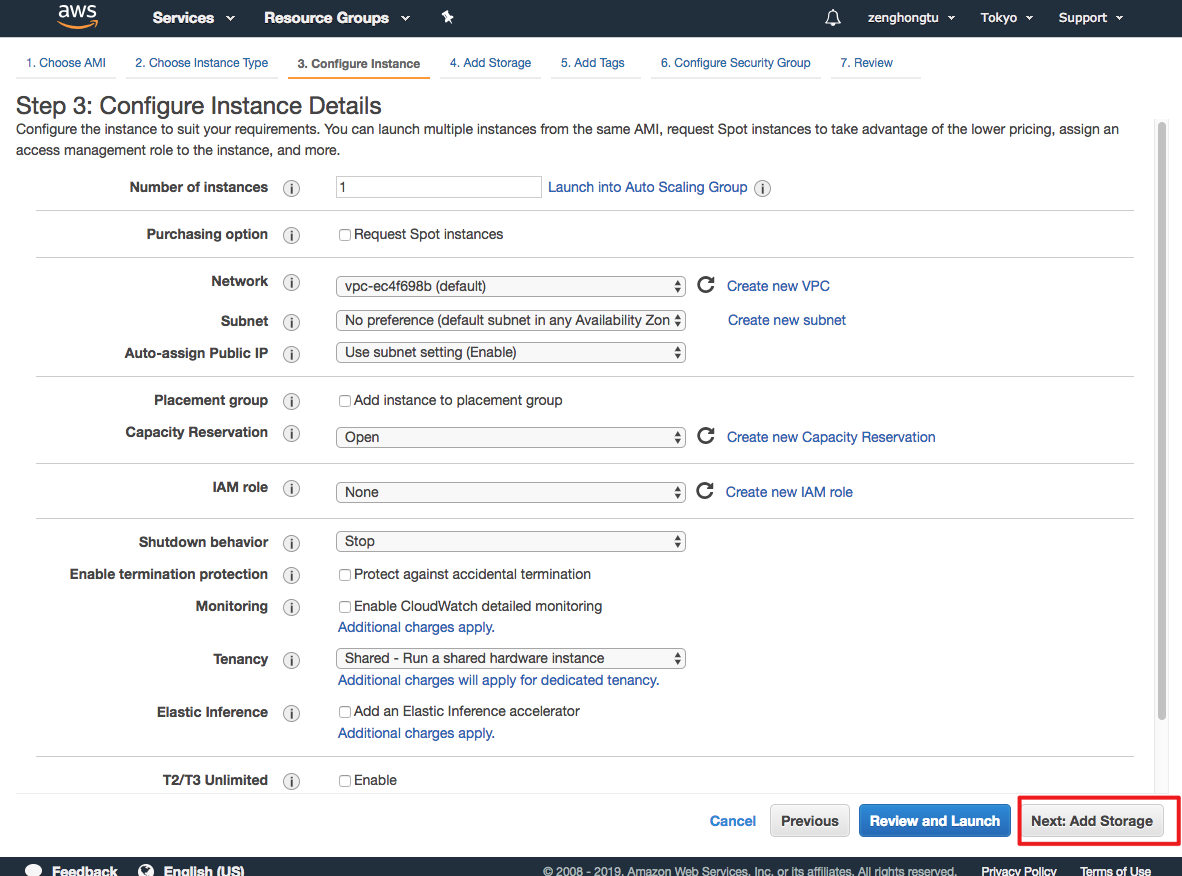 aws Services Resource Groups zenghongtu Tokyo Support
1. Choose AMI 2. Choose Instance Type 3. Configure Instance 4. Add Storage 5. Add Tags 6. Configure Security Group 7. Review
Step 3: Configure Instance Details
Configure the instance to suit your requirements. You can launch multiple instances from the same AMI, request Spot instances to take advantage of the lower pricing, assign an
access management role to the instance, and more.
Number of instances i 1 Launch into Auto Scaling Group i
Purchasing option i Request Spot instances
Network i vpc-ec4f698b (default) Create new VPC
Subnet i No preference (default subnet in any Availability Zon Create new subnet
Auto-assign Public IP i Use subnet setting (Enable)
Placement group i Add instance to placement group
Capacity Reservation i Open Create new Capacity Reservation
IAM role i None Create new IAM role
Shutdown behavior i Stop
Enable termination protection i Protect against accidental termination
Monitoring i Enable CloudWatch detailed monitoring
Additional charges apply.
Tenancy i Shared - Run a shared hardware instance
Additional charges will apply for dedicated tenancy.
Elastic Inference i Add an Elastic Inference accelerator
Additional charges apply.
T2/T3 Unlimited i Enable
Cancel Previous Review and Launch Next: Add Storage
Feedback English (US) © 2008 - 2019, Amazon Web Services, Inc. or its affiliates. All rights reserved. Privacy Policy Terms of Use